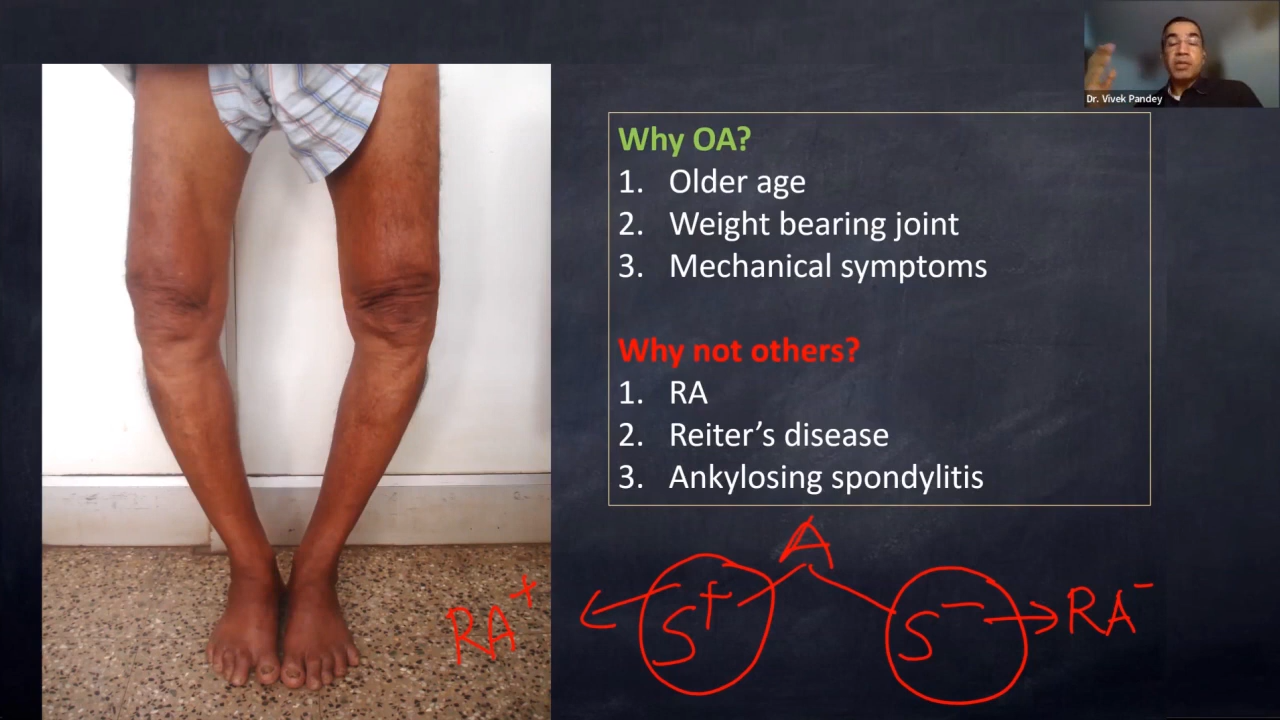 Dr. Vivek Pandey
Why OA?
1. Older age
2. Weight bearing joint
3. Mechanical symptoms
Why not others?
1. RA
2. Reiter’s disease
3. Ankylosing spondylitis
A
RA+
S+
S−
RA−